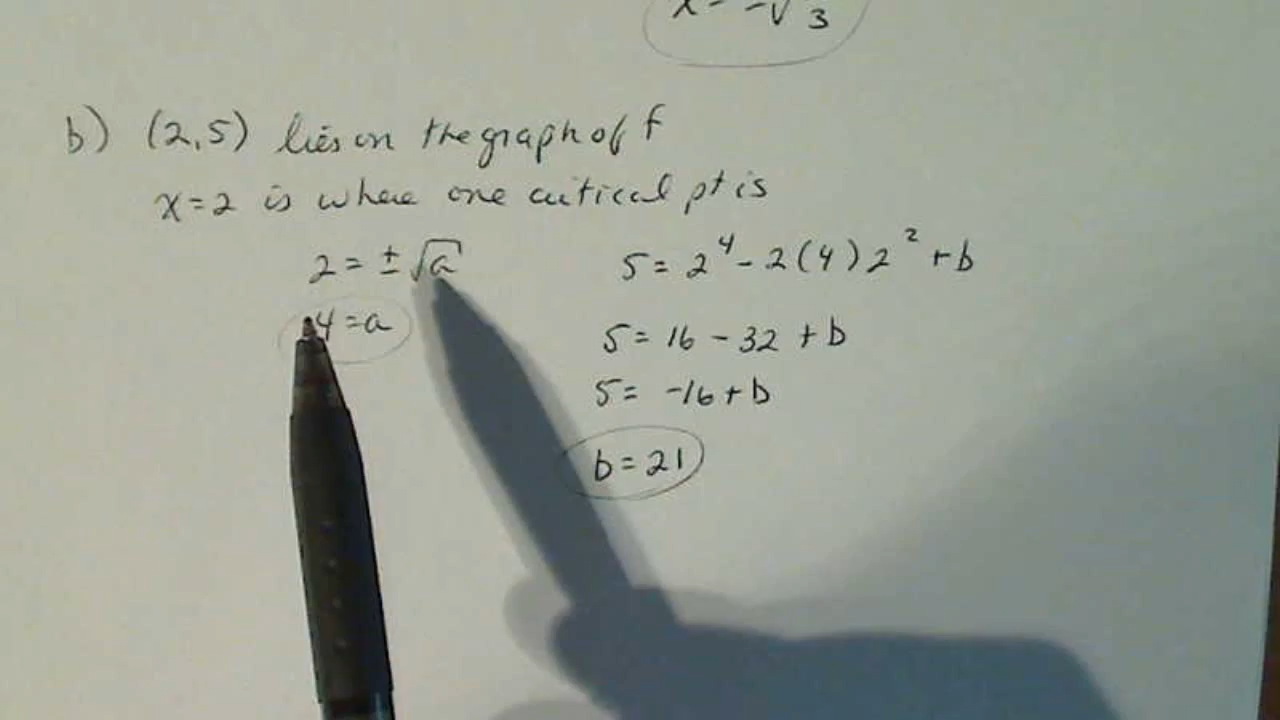 x = -√3
b) (2,5) lies on the graph of f
x=2 is where one critical pt is
2 = ±√a
4 = a
5 = 2⁴ - 2(4)2² + b
5 = 16 - 32 + b
5 = -16 + b
b = 21